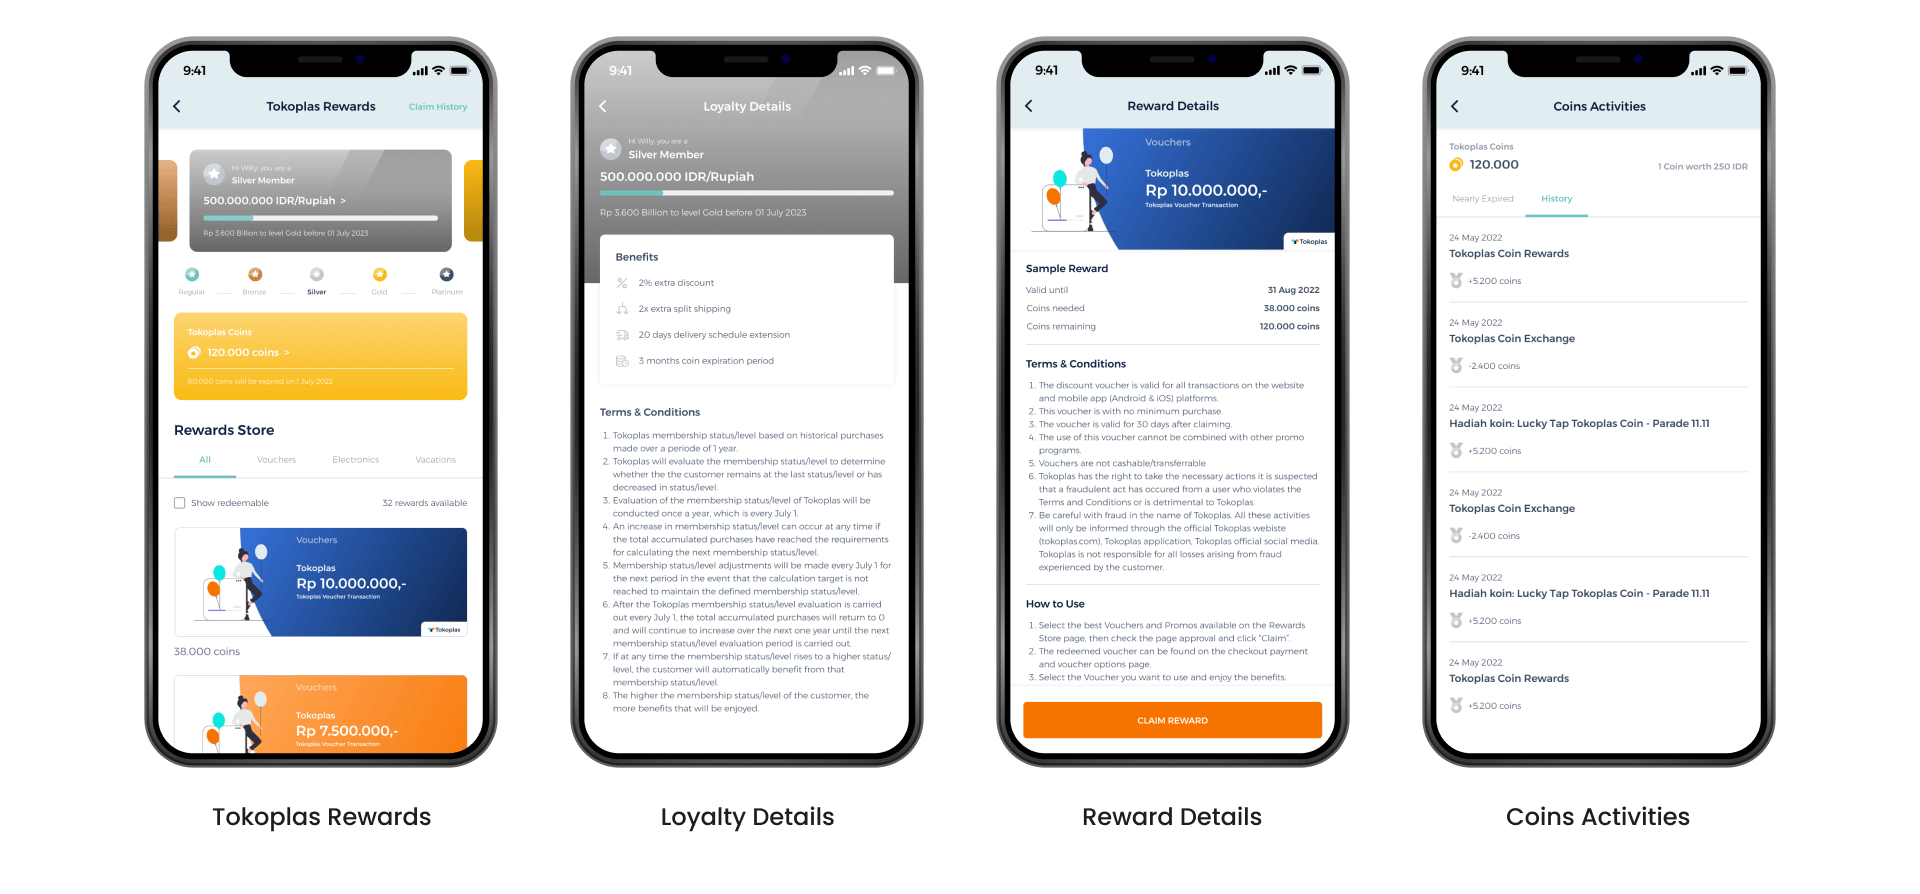 9:41
Tokoplas Rewards
Claim History
Hi Willy, you are a
Silver Member
500.000.000 IDR/Rupiah >
Rp 3.600 Billion to level Gold before 01 July 2023
Regular
Bronze
Silver
Gold
Platinum
Tokoplas Coins
120.000 coins >
60.000 coins will be expired on 1 July 2022
Rewards Store
All
Vouchers
Electronics
Vacations
Show redeemable
32 rewards available
Vouchers
Tokoplas
Rp 10.000.000,-
Tokoplas Voucher Transaction
Tokoplas
38.000 coins
Vouchers
Tokoplas
Rp 7.500.000,-
Tokoplas Voucher Transaction
Tokoplas Rewards
9:41
Loyalty Details
Hi Willy, you are a
Silver Member
500.000.000 IDR/Rupiah
Rp 3.600 Billion to level Gold before 01 July 2023
Benefits
2% extra discount
2x extra split shipping
20 days delivery schedule extension
3 months coin expiration period
Terms & Conditions
1. Tokoplas membership status/level based on historical purchases
made over a periode of 1 year.
2. Tokoplas will evaluate the membership status/level to determine
whether the the customer remains at the last status/level or has
decreased in status/level.
3. Evaluation of the membership status/level of Tokoplas will be
conducted once a year, which is every July 1.
4. An increase in membership status/level can occur at any time if
the total accumulated purchases have reached the requirements
for calculating the next membership status/level.
5. Membership status/level adjustments will be made every July 1 for
the next period in the event that the calculation target is not
reached to maintain the defined membership status/level.
6. After the Tokoplas membership status/level evaluation is carried
out every July 1, the total accumulated purchases will return to 0
and will continue to increase over the next one year until the next
membership status/level evaluation period is carried out.
7. If at any time the membership status/level rises to a higher status/
level, the customer will automatically benefit from that
membership status/level.
8. The higher the membership status/level of the customer, the
more benefits that will be enjoyed.
Loyalty Details
9:41
Reward Details
Vouchers
Tokoplas
Rp 10.000.000,-
Tokoplas Voucher Transaction
Tokoplas
Sample Reward
Valid until
31 Aug 2022
Coins needed
38.000 coins
Coins remaining
120.000 coins
Terms & Conditions
1. The discount voucher is valid for all transactions on the website
and mobile app (Android & iOS) platforms.
2. This voucher is with no minimum purchase.
3. The voucher is valid for 30 days after claiming.
4. The use of this voucher cannot be combined with other promo
programs.
5. Vouchers are not cashable/transferrable
6. Tokoplas has the right to take the necessary actions it is suspected
that a fraudulent act has occured from a user who violates the
Terms and Conditions or is detrimental to Tokoplas.
7. Be careful with fraud in the name of Tokoplas. All these activities
will only be informed through the official Tokoplas webiste
(tokoplas.com), Tokoplas application, Tokoplas official social media.
Tokoplas is not responsible for all losses arising from fraud
experienced by the customer.
How to Use
1. Select the best Vouchers and Promos available on the Rewards
Store page, then check the page approval and click "Claim".
2. The redeemed voucher can be found on the checkout payment
and voucher options page.
3. Select the Voucher you want to use and enjoy the benefits.
CLAIM REWARD
Reward Details
9:41
Coins Activities
Tokoplas Coins
120.000
1 Coin worth 250 IDR
Nearly Expired
History
24 May 2022
Tokoplas Coin Rewards
+5.200 coins
24 May 2022
Tokoplas Coin Exchange
-2.400 coins
24 May 2022
Hadiah koin: Lucky Tap Tokoplas Coin - Parade 11.11
+5.200 coins
24 May 2022
Tokoplas Coin Exchange
-2.400 coins
24 May 2022
Hadiah koin: Lucky Tap Tokoplas Coin - Parade 11.11
+5.200 coins
24 May 2022
Tokoplas Coin Rewards
+5.200 coins
Coins Activities